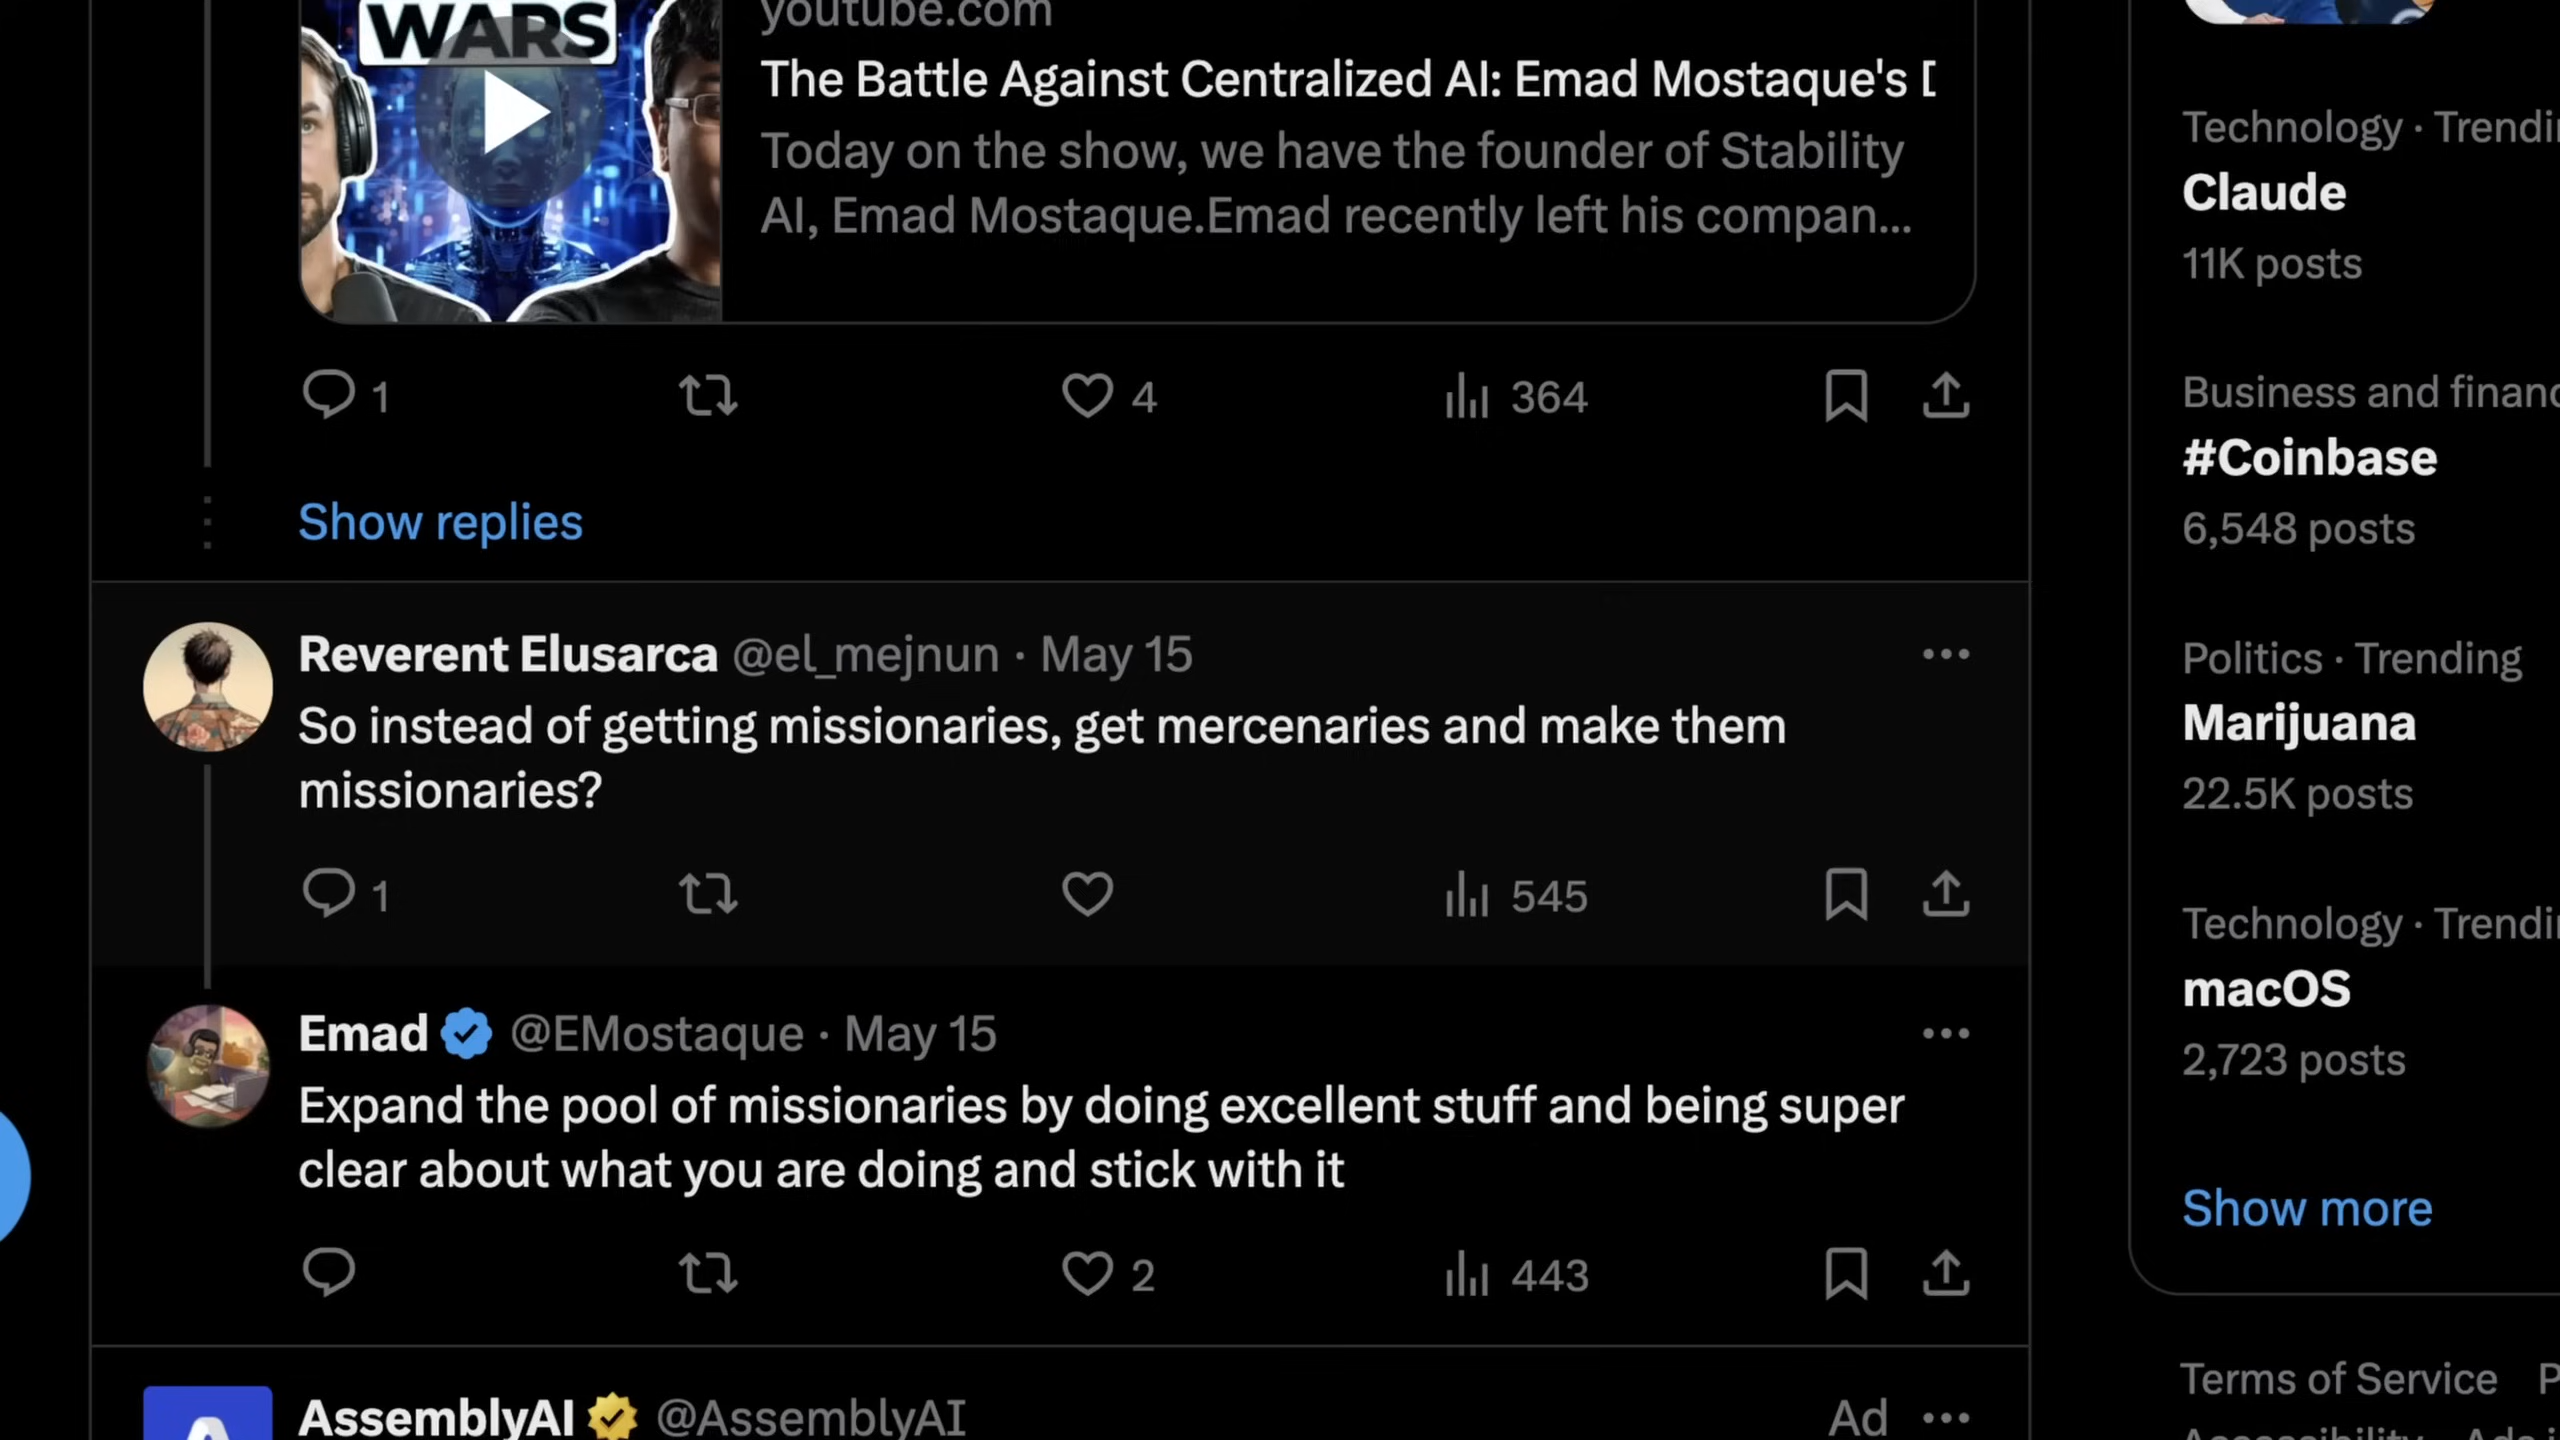 WARS
youtube.com
The Battle Against Centralized AI: Emad Mostaque's
Today on the show, we have the founder of Stability
AI, Emad Mostaque.Emad recently left his compan...
1
4
364
Show replies
Reverent Elusarca @el_mejnun · May 15
So instead of getting missionaries, get mercenaries and make them
missionaries?
1
545
Emad @EMostaque · May 15
Expand the pool of missionaries by doing excellent stuff and being super
clear about what you are doing and stick with it
2
443
AssemblyAI @AssemblyAI
Ad
Technology ·
Claude
11K posts
Business and
#Coinbase
6,548 posts
Politics · Trending
Marijuana
22.5K posts
Technology ·
macOS
2,723 posts
Show more
Terms of Service